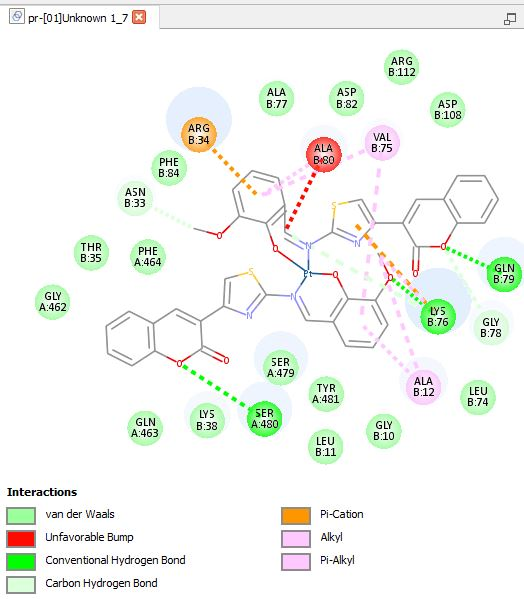 pr-[01]Unknown 1_7
ARG
B:112
ALA
B:77
ASP
B:82
ASP
B:108
ARG
B:34
VAL
B:75
ALA
B:80
PHE
B:84
ASN
B:33
S
N
N
O
O
O
O
O
THR
B:35
PHE
A:464
GLN
B:79
Pt
O
S
N
N
GLY
A:462
LYS
B:76
GLY
B:78
O
O
SER
A:479
ALA
B:12
TYR
A:481
LEU
B:74
GLN
A:463
LYS
B:38
SER
A:480
GLY
B:10
LEU
B:11
Interactions
van der Waals
Unfavorable Bump
Conventional Hydrogen Bond
Carbon Hydrogen Bond
Pi-Cation
Alkyl
Pi-Alkyl